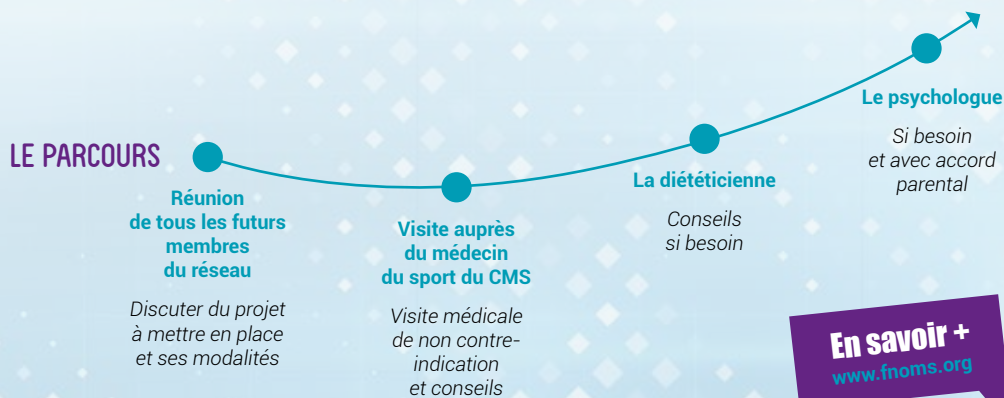 LE PARCOURS
Réunion
de tous les futurs
membres
du réseau
Discuter du projet
à mettre en place
et ses modalités
Visite auprès
du médecin
du sport du CMS
Visite médicale
de non contre-
indication
et conseils
La diététicienne
Conseils
si besoin
Le psychologue
Si besoin
et avec accord
parental
En savoir +
www.fnoms.org